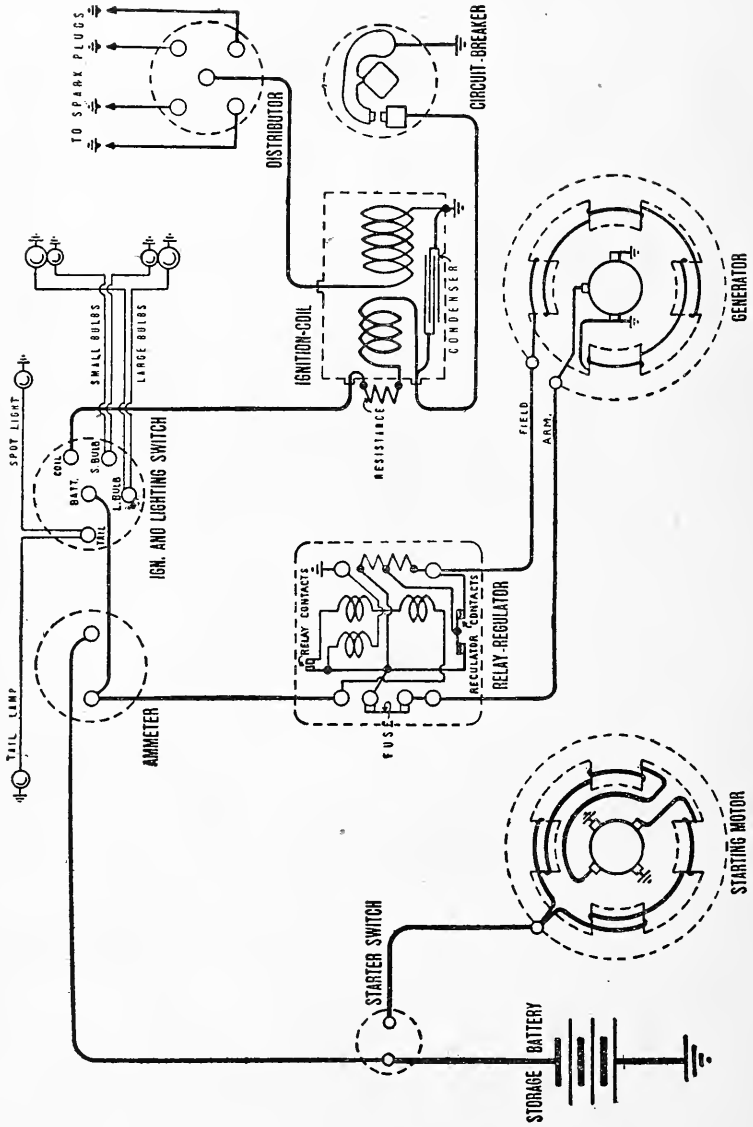 TO SPARK PLUGS
DISTRIBUTOR
CIRCUIT-BREAKER
SMALL BULBS
LARGE BULBS
SPOT LIGHT
COIL
S.BULB
BATT.
L.BULB
TAIL
IGN. AND LIGHTING SWITCH
IGNITION-COIL
CONDENSER
RESISTANCE
TAIL LAMP
AMMETER
RELAY CONTACTS
REGULATOR CONTACTS
RELAY-REGULATOR
FUSE
FIELD
ARM.
GENERATOR
STARTER SWITCH
STARTING MOTOR
STORAGE BATTERY